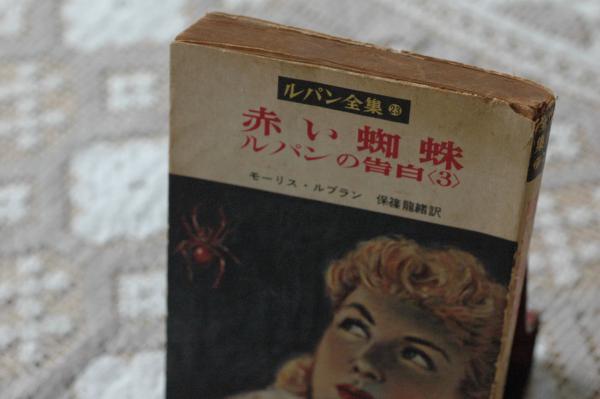 ルパン全集㉓
赤い蜘蛛
ルパンの告白〈3〉
モーリス・ルブラン 保篠龍緒訳